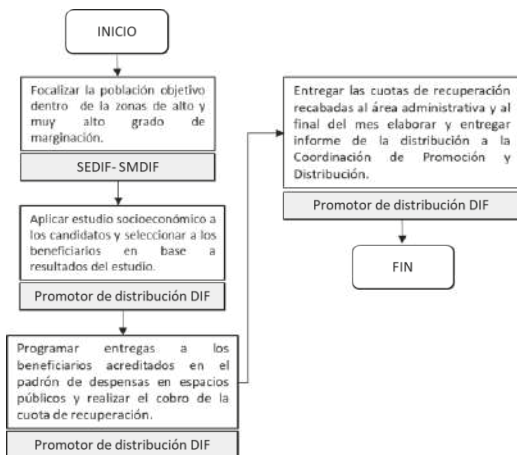 INICIO
Focalizar la población objetivo
dentro de la zonas de alto y
muy alto grado de
marginación.
SEDIF- SMDIF
Aplicar estudio socioeconómico a
los candidatos y seleccionar a los
beneficiarios en base a
resultados del estudio.
Promotor de distribución DIF
Programar entregas a los
beneficiarios acreditados en el
padrón de despensas en espacios
públicos y realizar el cobro de la
cuota de recuperación.
Promotor de distribución DIF
Entregar las cuotas de recuperación
recabadas al área administrativa y al
final del mes elaborar y entregar
informe de la distribución a la
Coordinación de Promoción y
Distribución.
Promotor de distribución DIF
FIN